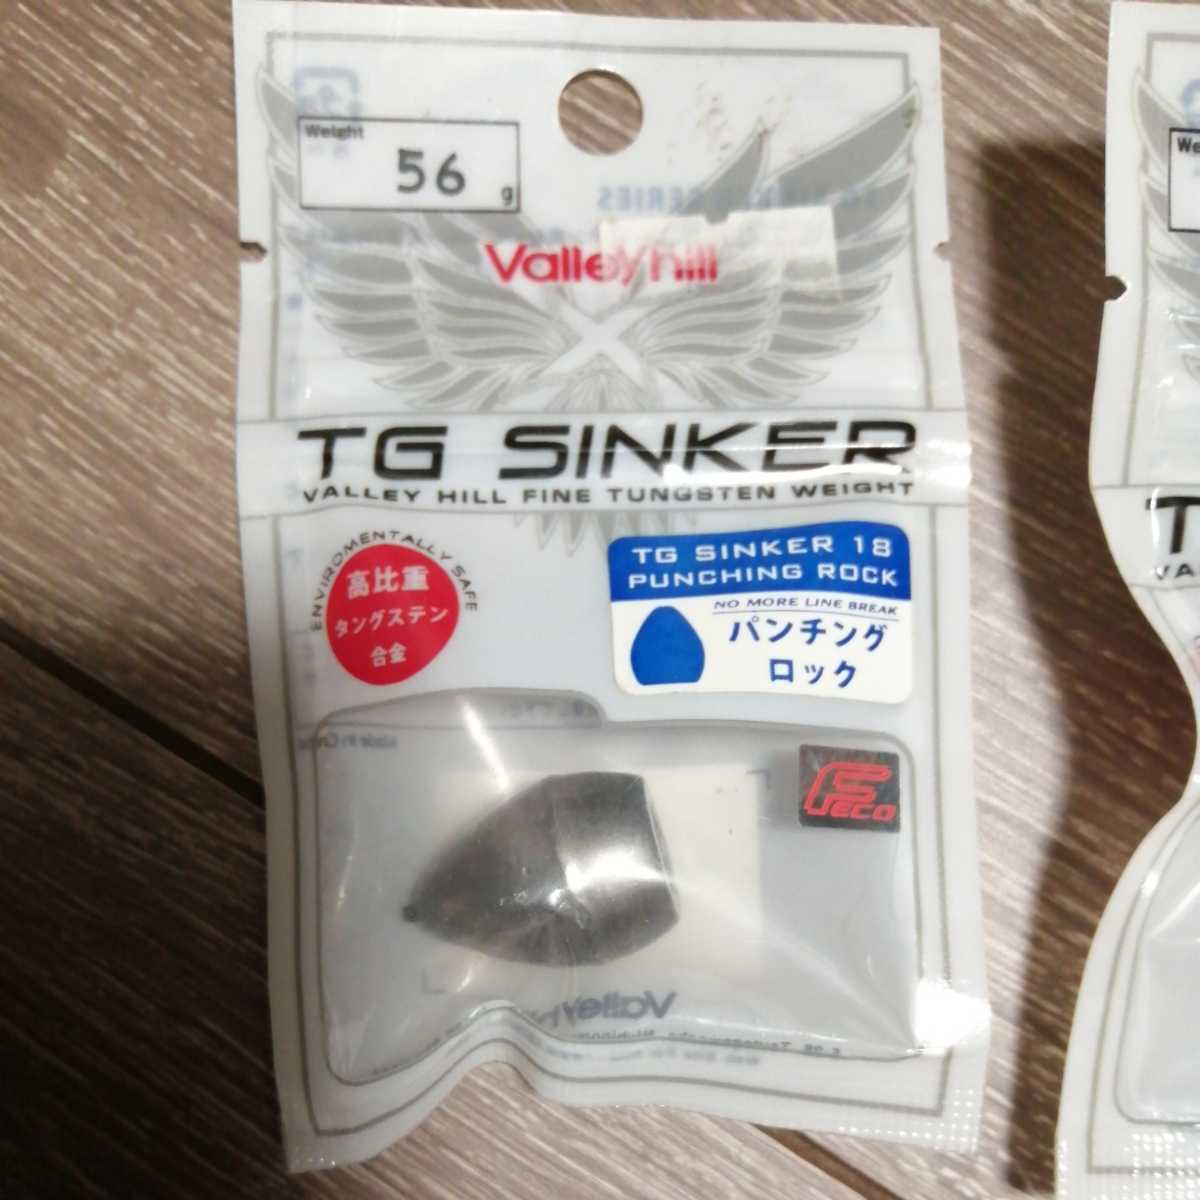 Weight
56 g
Valleyhill
TG SINKER
VALLEY HILL FINE TUNGSTEN WEIGHT
ENVIROMENTALLY SAFE
高比重
タングステン
合金
TG SINKER 18
PUNCHING ROCK
NO MORE LINE BREAK
パンチング
ロック
FECO